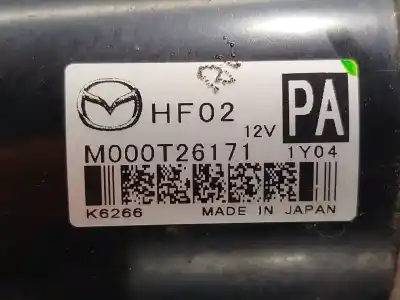 HF02
12V
PA
M000T26171
1Y04
K6266
MADE IN JAPAN